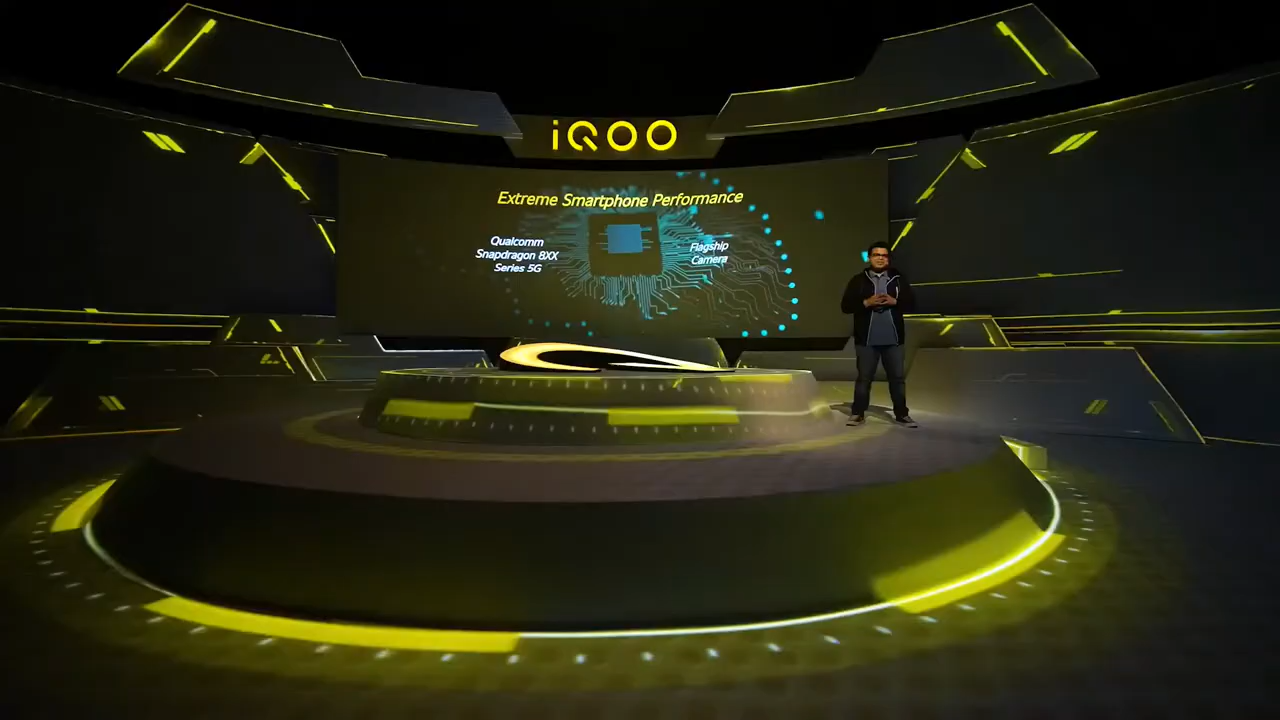 iQOO
Extreme Smartphone Performance
Qualcomm
Snapdragon 8XX
Series 5G
Flagship
Camera